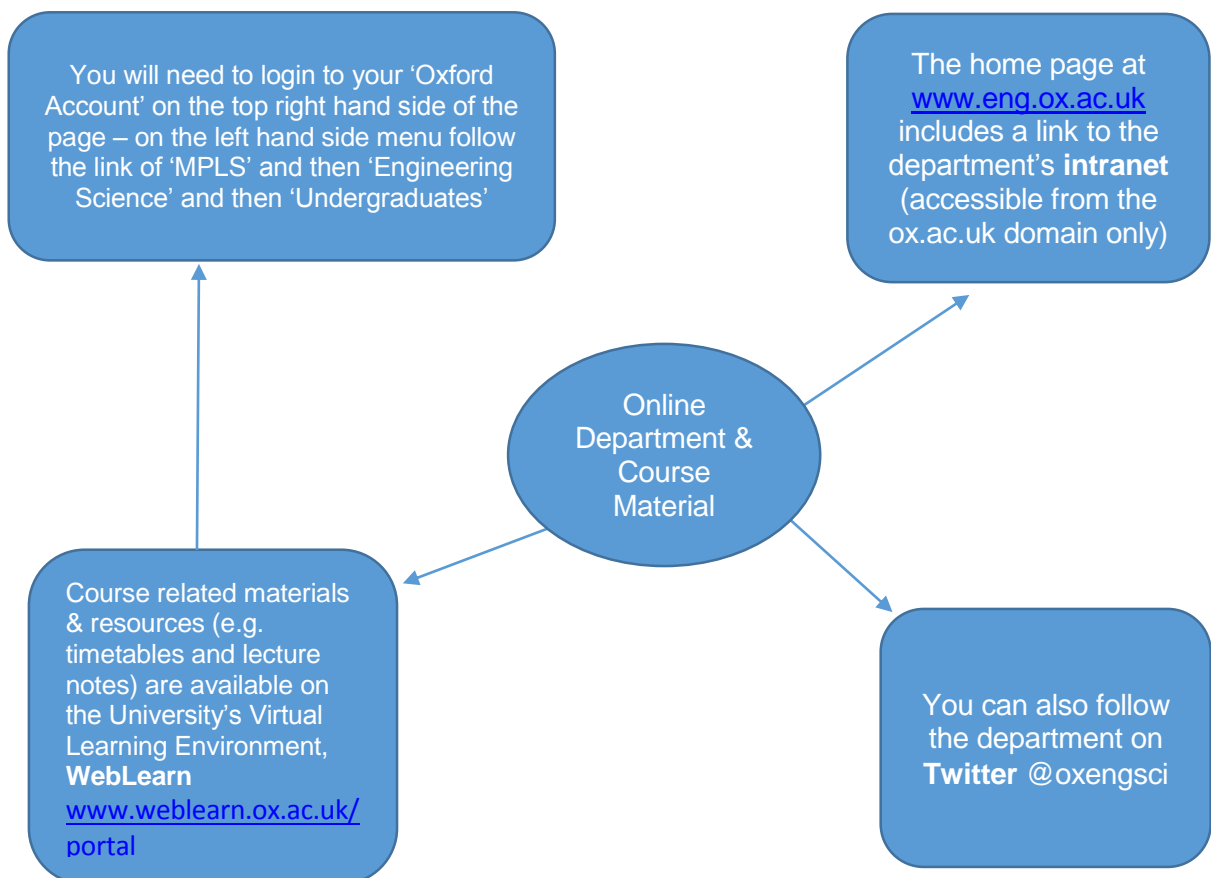 You will need to login to your ‘Oxford
Account’ on the top right hand side of the
page – on the left hand side menu follow
the link of ‘MPLS’ and then ‘Engineering
Science’ and then ‘Undergraduates’
The home page at
www.eng.ox.ac.uk
includes a link to the
department’s intranet
(accessible from the
ox.ac.uk domain only)
Online
Department &
Course
Material
Course related materials
& resources (e.g.
timetables and lecture
notes) are available on
the University’s Virtual
Learning Environment,
WebLearn
www.weblearn.ox.ac.uk/
portal
You can also follow
the department on
Twitter @oxengsci